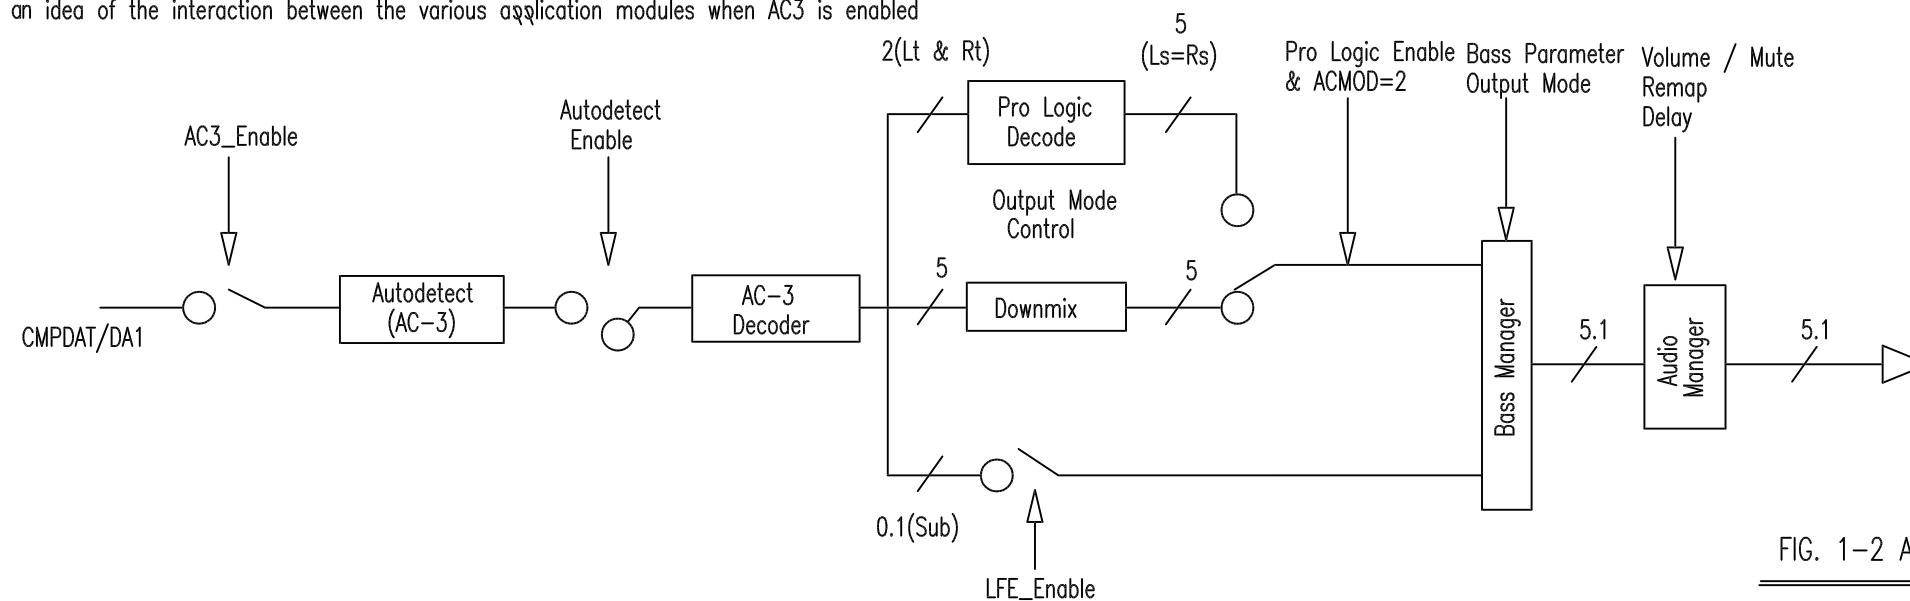 an idea of the interaction between the various application modules when AC3 is enabled
5
2(Lt & Rt)
(Ls=Rs)
Pro Logic Enable
& ACMOD=2
Bass Parameter
Output Mode
Volume / Mute
Remap
Delay
Autodetect
Enable
AC3_Enable
Pro Logic
Decode
Output Mode
Control
5
5
Autodetect
(AC-3)
AC-3
Decoder
Downmix
CMPDAT/DA1
Bass Manager
5.1
Audio
Manager
5.1
0.1(Sub)
LFE_Enable
FIG. 1-2 A